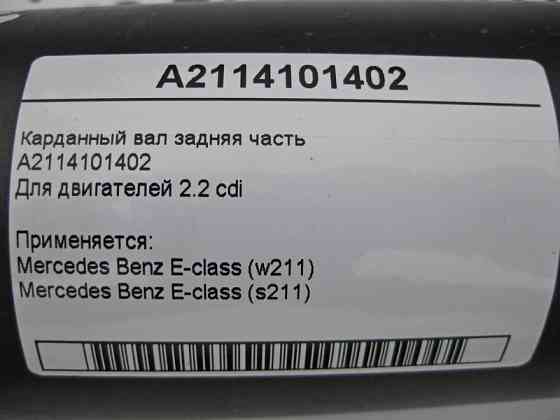 A2114101402
Карданный вал задняя часть
A2114101402
Для двигателей 2.2 cdi
Применяется:
Mercedes Benz E-class (w211)
Mercedes Benz E-class (s211)